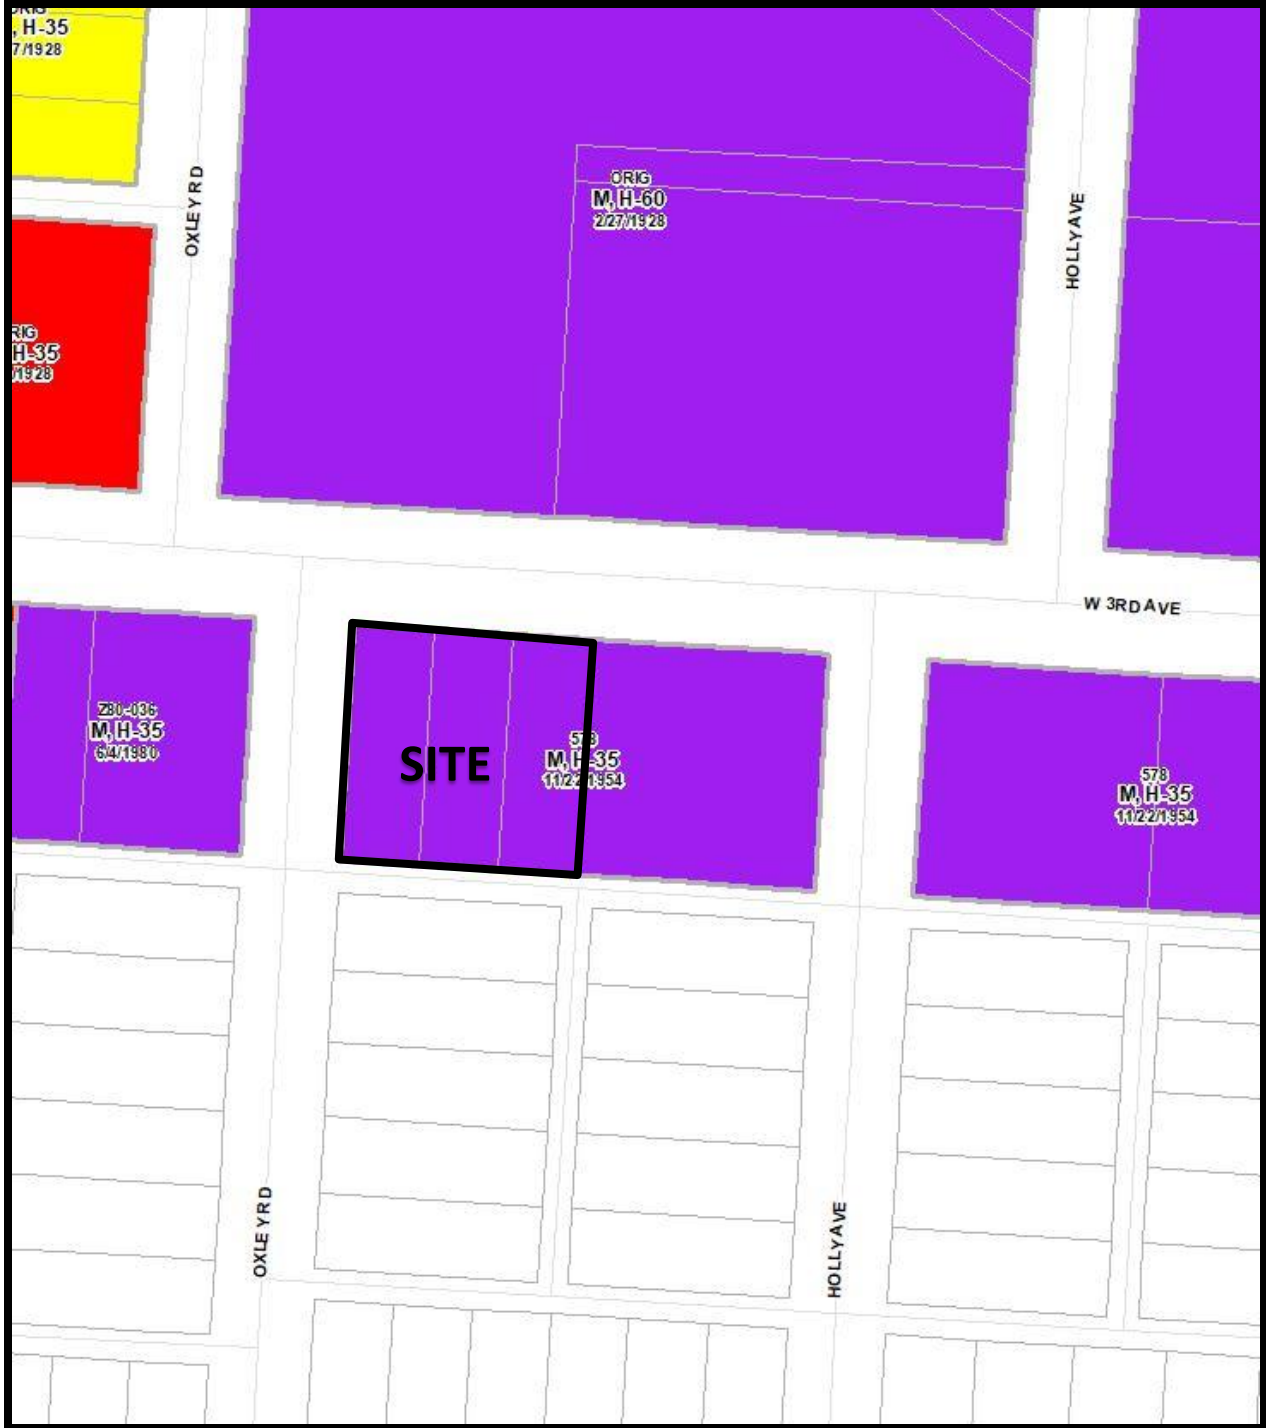 , H-35
7/1928
OXLEY RD
ORIG
M, H-60
2/27/1928
HOLLY AVE
RIG
H-35
/1928
W 3RD AVE
Z80-036
M, H-35
6/4/1980
SITE
578
M, H-35
11/22/1954
578
M, H-35
11/22/1954
OXLEY RD
HOLLY AVE